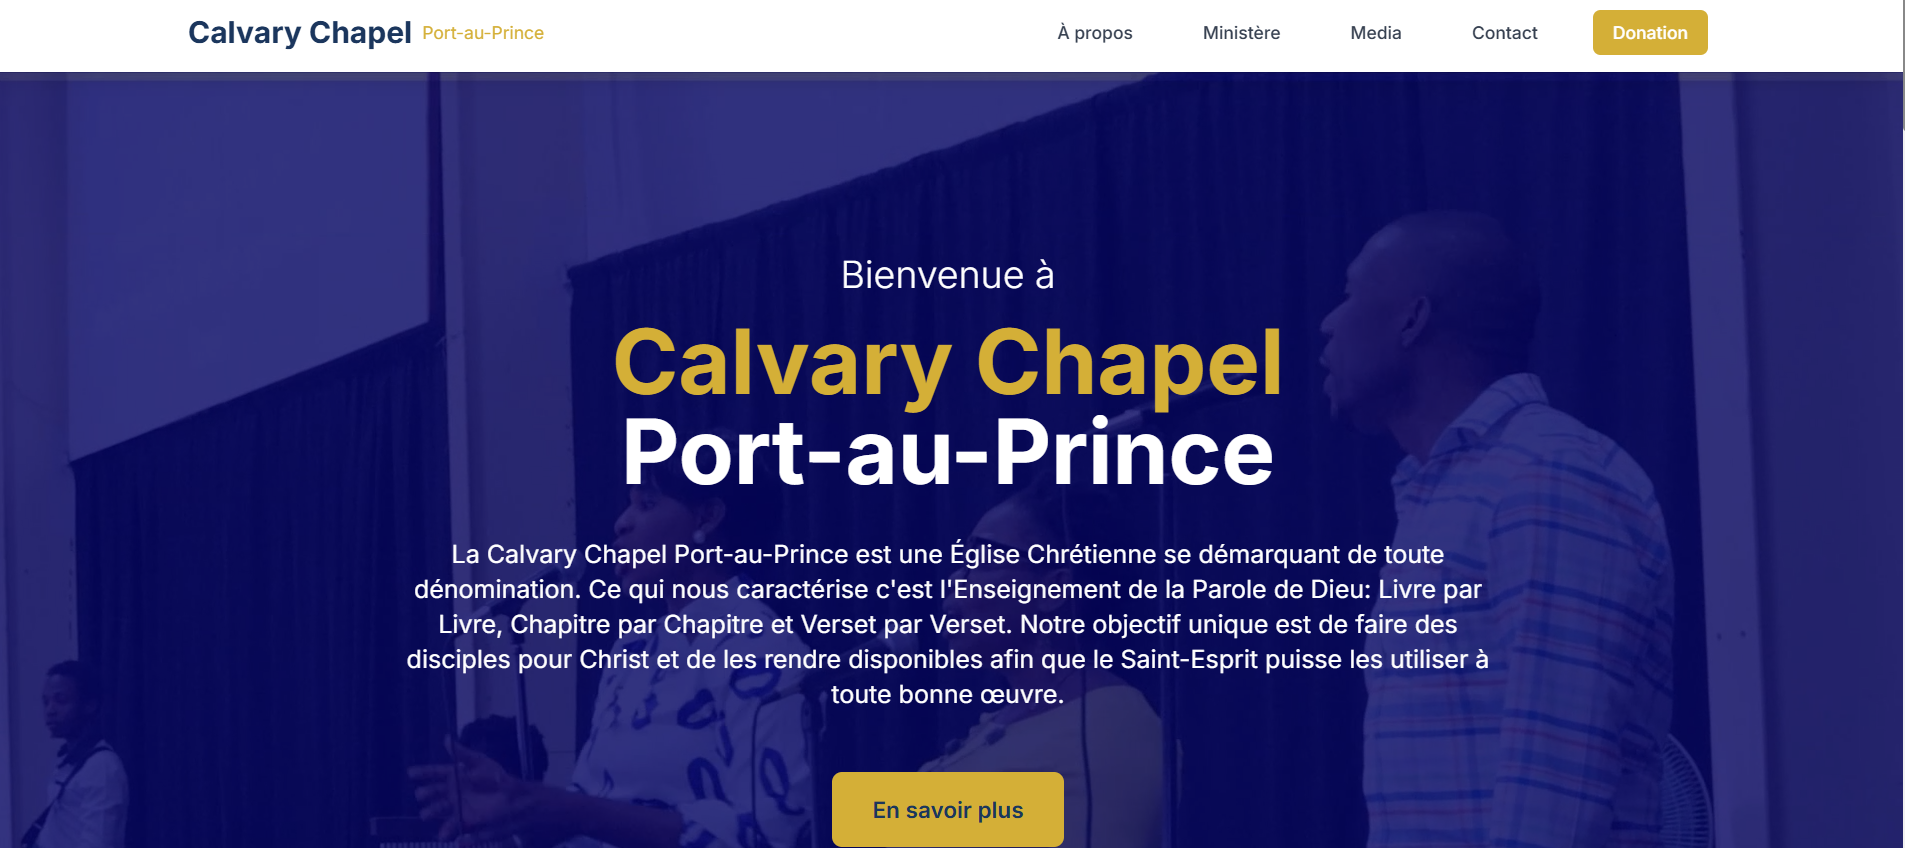 Calvary Chapel Port-au-Prince
À propos Ministère Media Contact Donation
Bienvenue à
Calvary Chapel
Port-au-Prince
La Calvary Chapel Port-au-Prince est une Église Chrétienne se démarquant de toute
dénomination. Ce qui nous caractérise c'est l'Enseignement de la Parole de Dieu: Livre par
Livre, Chapitre par Chapitre et Verset par Verset. Notre objectif unique est de faire des
disciples pour Christ et de les rendre disponibles afin que le Saint-Esprit puisse les utiliser à
toute bonne œuvre.
En savoir plus